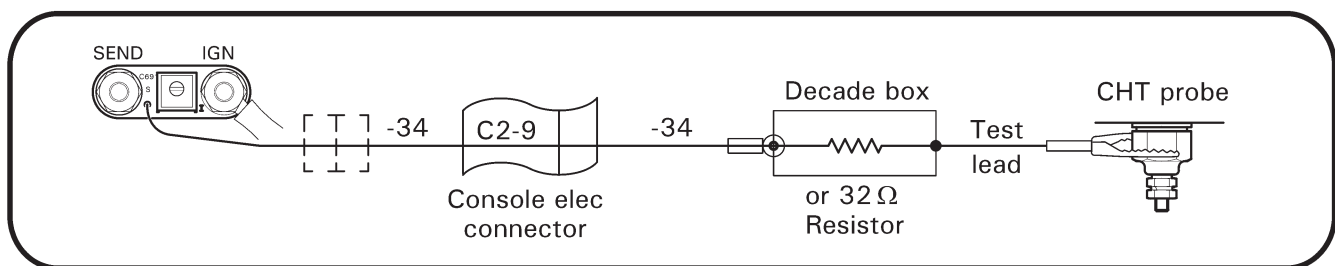 SEND IGN
C69
S
I
-34
C2-9
-34
Console elec
connector
Decade box
or 32 Ω
Resistor
Test
lead
CHT probe